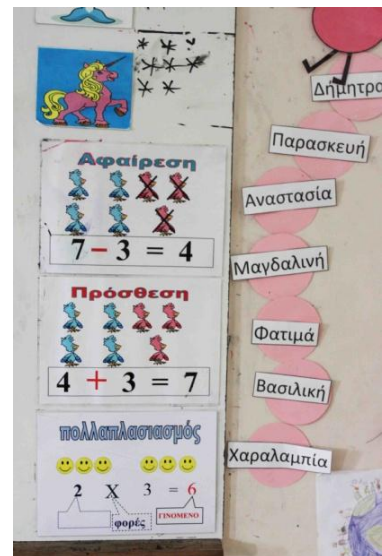 Αφαίρεση
7 – 3 = 4
Πρόσθεση
4 + 3 = 7
πολλαπλασιασμός
2 X 3 = 6
φορές
ΓΙΝΟΜΕΝΟ
Δήμητρα
Παρασκευή
Αναστασία
Μαγδαλινή
Φατιμά
Βασιλική
Χαραλαμπία